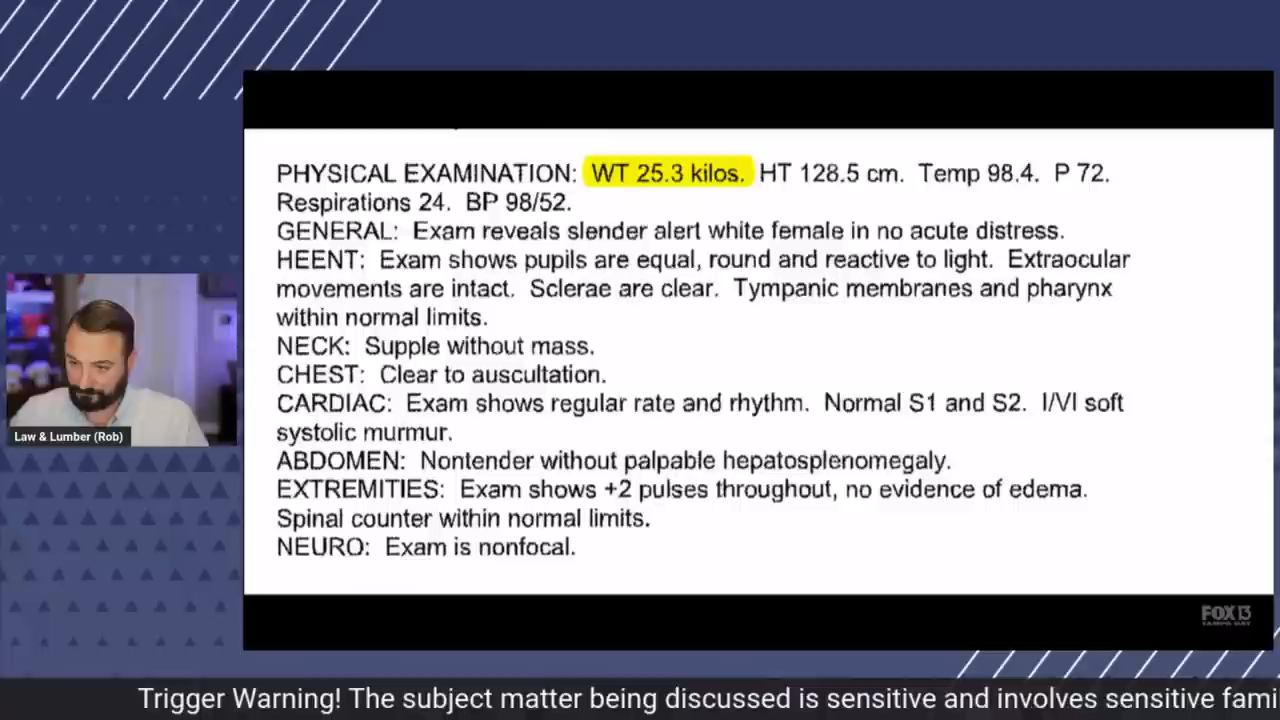 PHYSICAL EXAMINATION: WT 25.3 kilos. HT 128.5 cm. Temp 98.4. P 72.
Respirations 24. BP 98/52.
GENERAL: Exam reveals slender alert white female in no acute distress.
HEENT: Exam shows pupils are equal, round and reactive to light. Extraocular
movements are intact. Sclerae are clear. Tympanic membranes and pharynx
within normal limits.
NECK: Supple without mass.
CHEST: Clear to auscultation.
CARDIAC: Exam shows regular rate and rhythm. Normal S1 and S2. I/VI soft
systolic murmur.
ABDOMEN: Nontender without palpable hepatosplenomegaly.
EXTREMITIES: Exam shows +2 pulses throughout, no evidence of edema.
Spinal counter within normal limits.
NEURO: Exam is nonfocal.
Law & Lumber (Rob)
FOX 13
TAMPA BAY
Trigger Warning! The subject matter being discussed is sensitive and involves sensitive fami